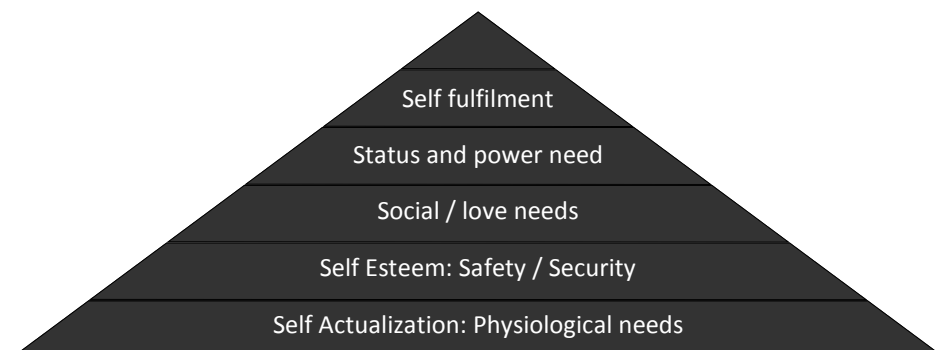 Self fulfilment
Status and power need
Social / love needs
Self Esteem: Safety / Security
Self Actualization: Physiological needs